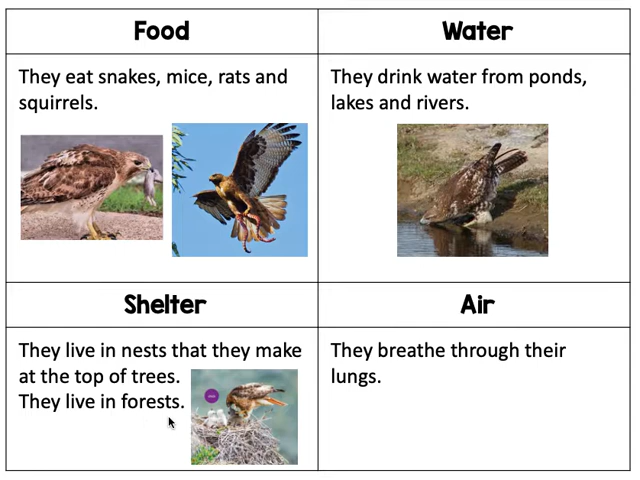 Food
Water
They eat snakes, mice, rats and
squirrels.
They drink water from ponds,
lakes and rivers.
Shelter
Air
They live in nests that they make
at the top of trees.
They live in forests.
They breathe through their
lungs.